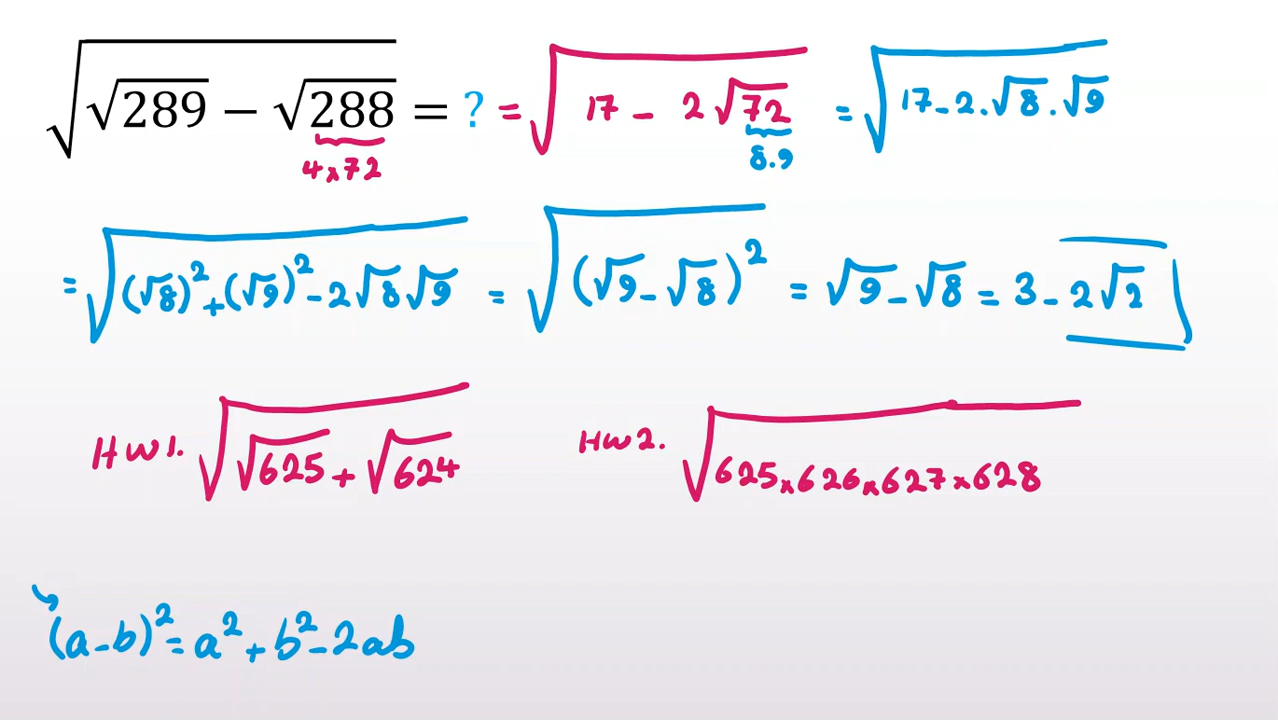 √(√289 − √288) = ? = √(17 - 2√72) = √(17 - 2.√8 . √9)
4×72 8.9
= √((√8)² + (√9)² - 2√8√9) = √((√9 - √8)²) = √9 - √8 = 3 - 2√2
HW1. √(√625 + √624) HW2. √(625×626×627×628)
(a-b)² = a² + b² - 2ab